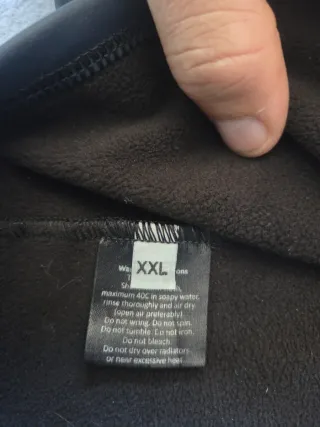 XXL
maximum 40C in soapy water,
rinse thoroughly and air dry
(open air preferably).
Do not wring. Do not spin.
Do not tumble. Do not iron.
Do not bleach.
Do not dry over radiators
or near excessive heat